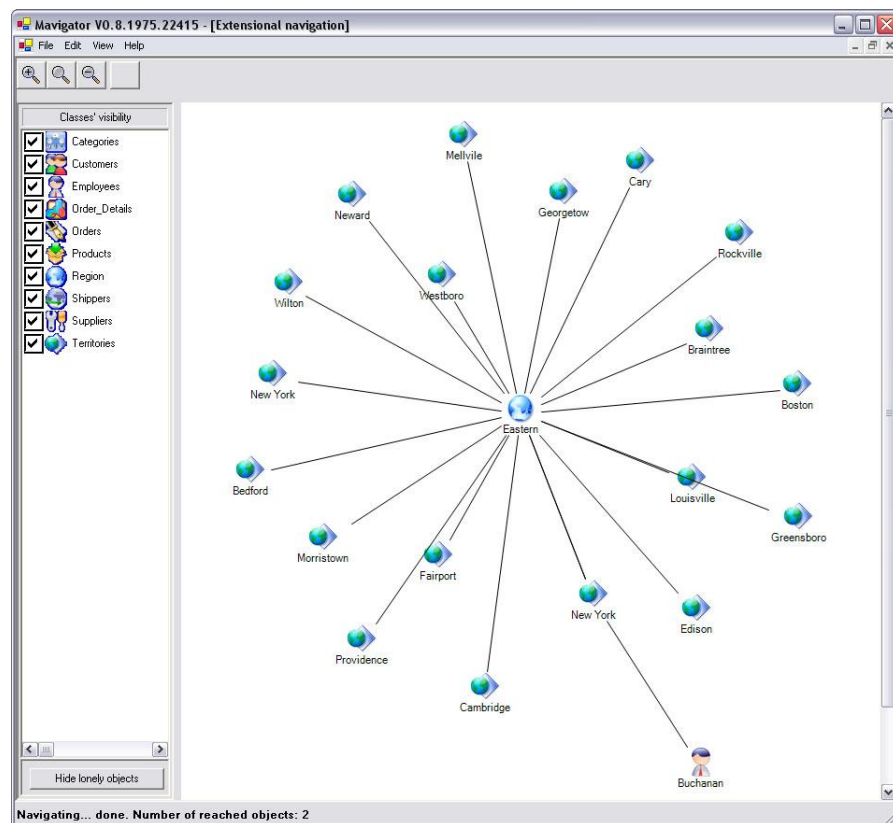 Mavigator V0.8.1975.22415 - [Extensional navigation]
File Edit View Help
Classes' visibility
Categories
Customers
Employees
Order_Details
Orders
Products
Region
Shippers
Suppliers
Territories
Hide lonely objects
Mellvile
Cary
Neward
Georgetow
Rockville
Westboro
Wilton
Braintree
New York
Boston
Eastern
Bedford
Louisville
Greensboro
Morristown
Fairport
New York
Edison
Providence
Cambridge
Buchanan
Navigating... done. Number of reached objects: 2